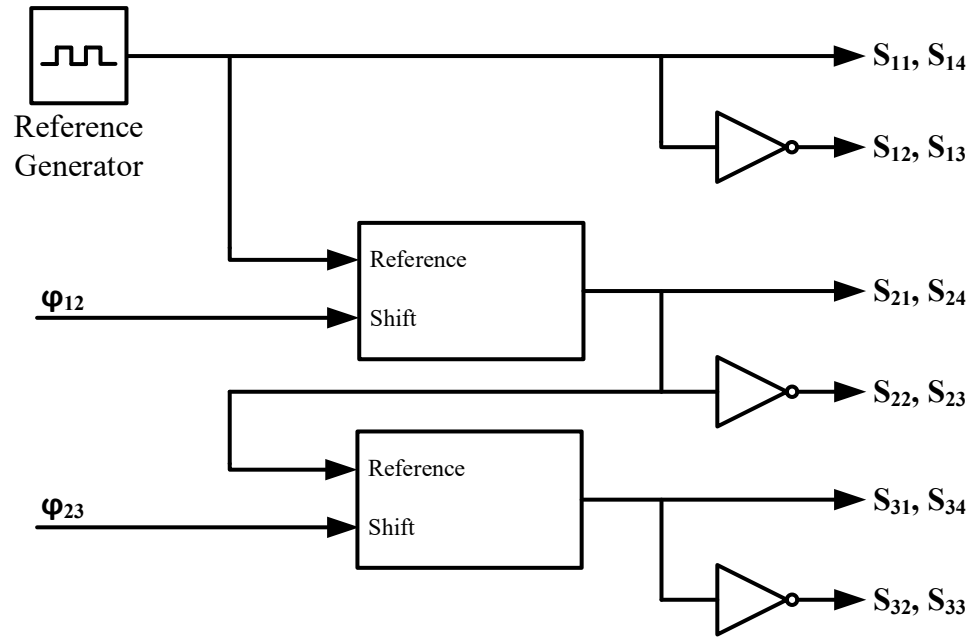 S₁₁, S₁₄
Reference
Generator
S₁₂, S₁₃
Reference
φ₁₂
Shift
S₂₁, S₂₄
S₂₂, S₂₃
Reference
φ₂₃
Shift
S₃₁, S₃₄
S₃₂, S₃₃